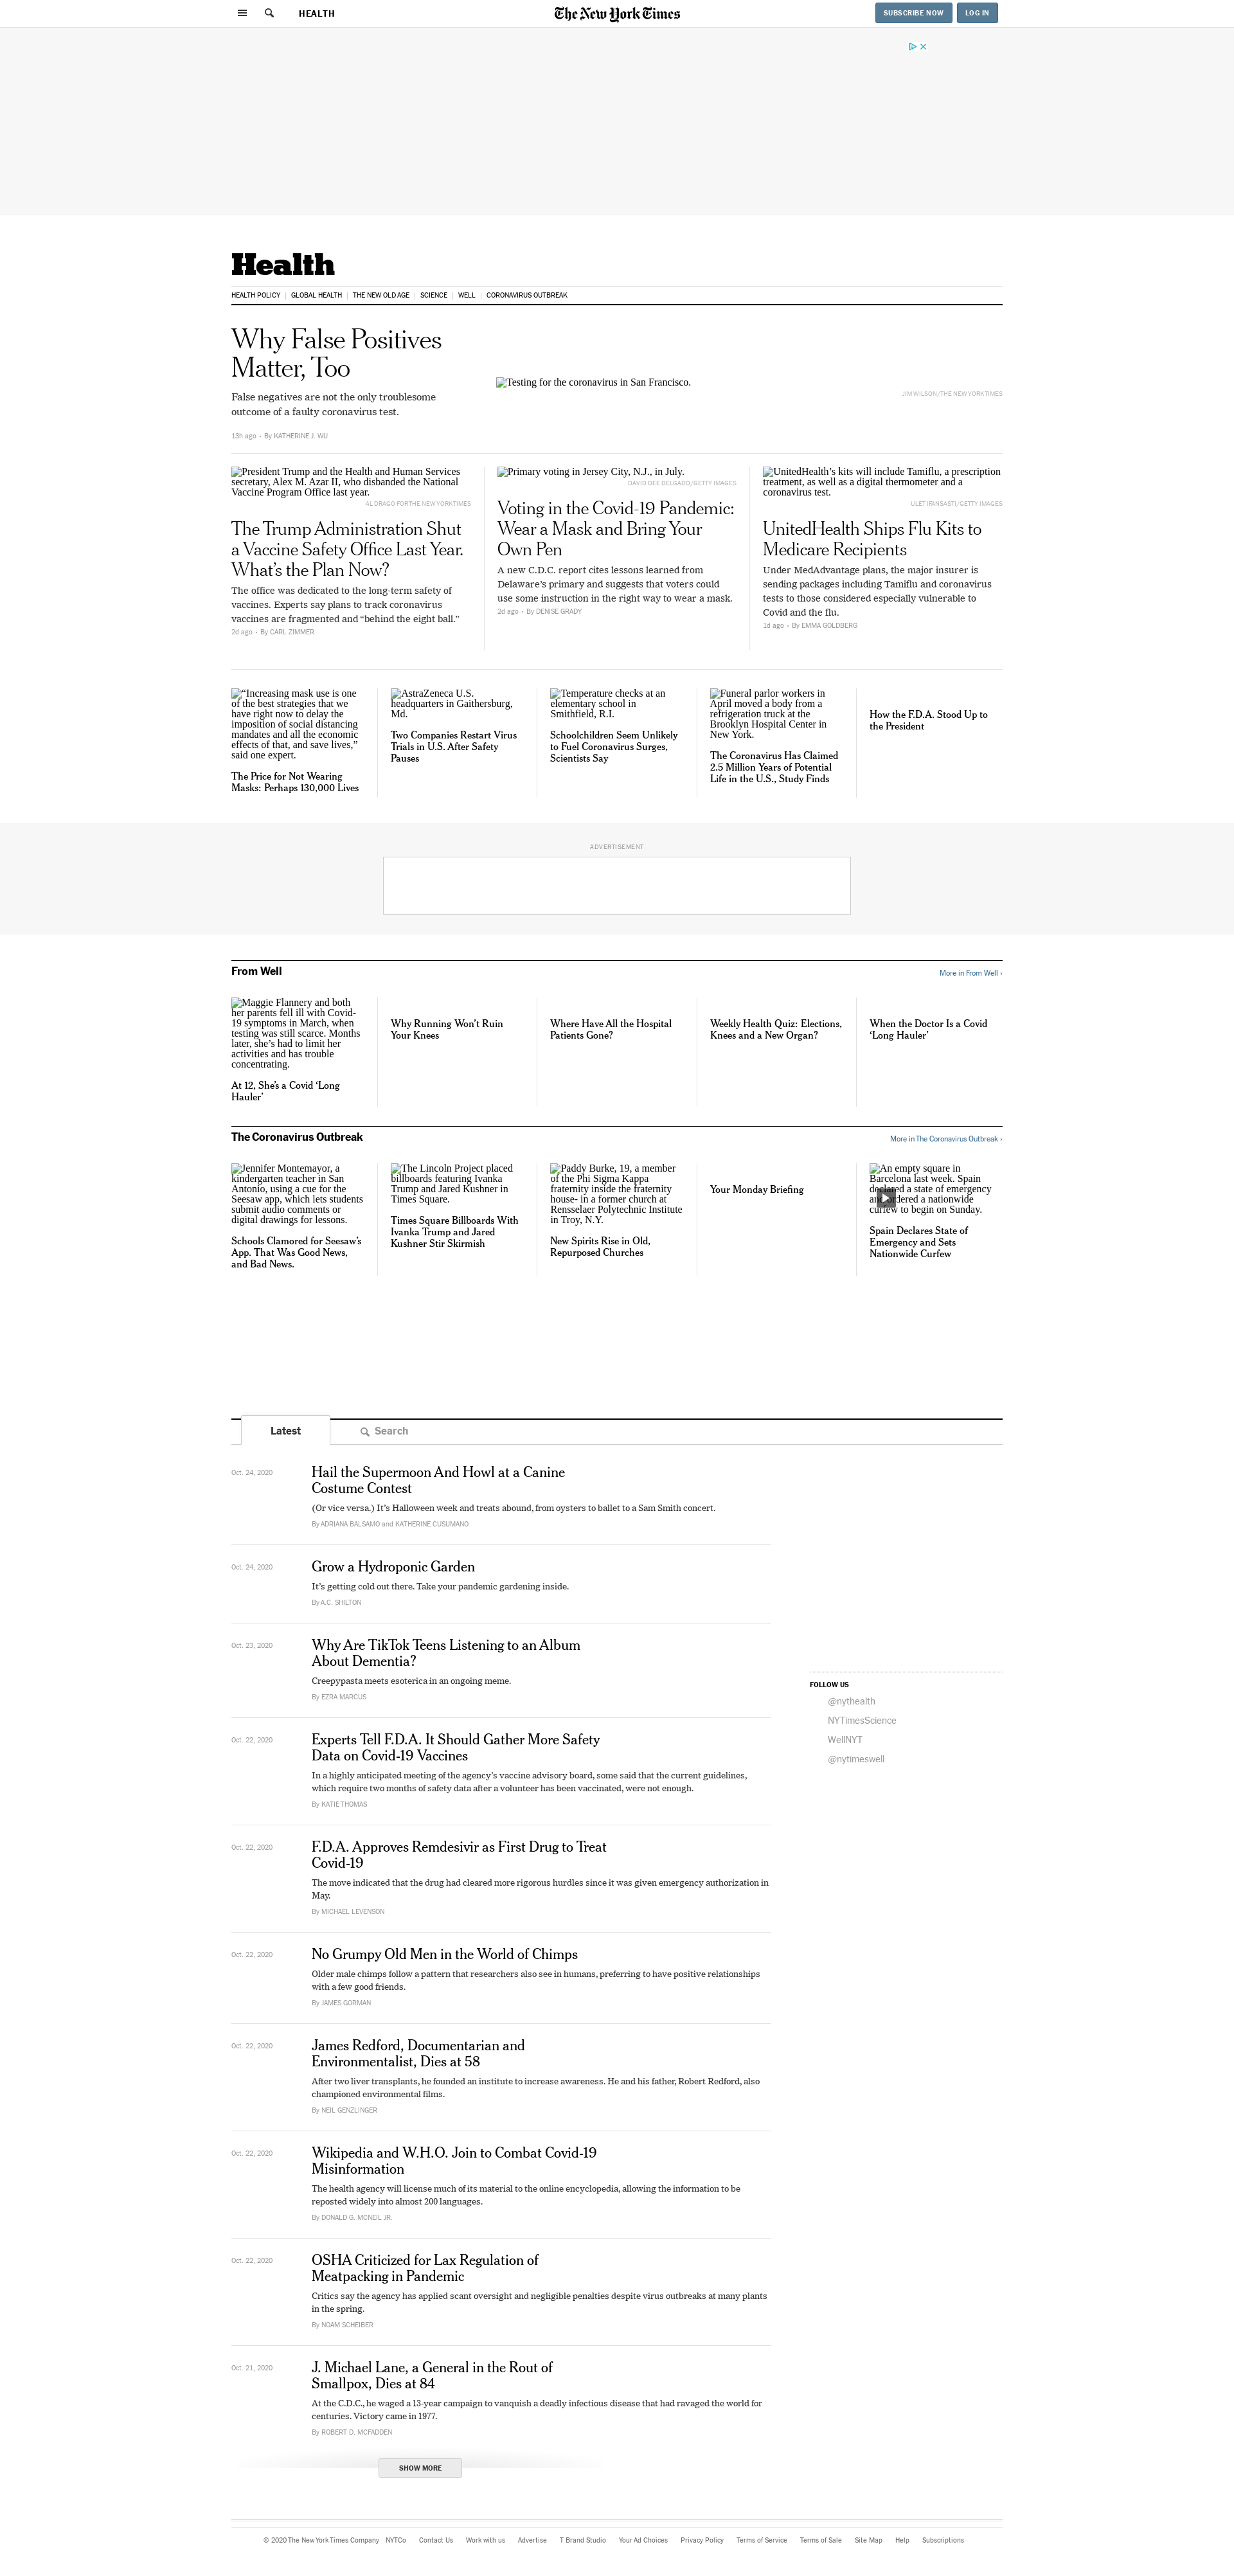 HEALTH
The New York Times
SUBSCRIBE NOW
LOG IN
Health
HEALTH POLICY
GLOBAL HEALTH
THE NEW OLD AGE
SCIENCE
WELL
CORONAVIRUS OUTBREAK
Why False Positives
Matter, Too
False negatives are not the only troublesome
outcome of a faulty coronavirus test.
13h ago • By KATHERINE J. WU
Testing for the coronavirus in San Francisco.
JIM WILSON/THE NEW YORK TIMES
President Trump and the Health and Human Services
secretary, Alex M. Azar II, who disbanded the National
Vaccine Program Office last year.
AL DRAGO FOR THE NEW YORK TIMES
The Trump Administration Shut
a Vaccine Safety Office Last Year.
What’s the Plan Now?
The office was dedicated to the long-term safety of
vaccines. Experts say plans to track coronavirus
vaccines are fragmented and “behind the eight ball.”
2d ago • By CARL ZIMMER
Primary voting in Jersey City, N.J., in July.
DAVID DEE DELGADO/GETTY IMAGES
Voting in the Covid-19 Pandemic:
Wear a Mask and Bring Your
Own Pen
A new C.D.C. report cites lessons learned from
Delaware’s primary and suggests that voters could
use some instruction in the right way to wear a mask.
2d ago • By DENISE GRADY
UnitedHealth’s kits will include Tamiflu, a prescription
treatment, as well as a digital thermometer and a
coronavirus test.
ULET IFANSASTI/GETTY IMAGES
UnitedHealth Ships Flu Kits to
Medicare Recipients
Under MedAdvantage plans, the major insurer is
sending packages including Tamiflu and coronavirus
tests to those considered especially vulnerable to
Covid and the flu.
1d ago • By EMMA GOLDBERG
“Increasing mask use is one
of the best strategies that we
have right now to delay the
imposition of social distancing
mandates and all the economic
effects of that, and save lives,”
said one expert.
The Price for Not Wearing
Masks: Perhaps 130,000 Lives
AstraZeneca U.S.
headquarters in Gaithersburg,
Md.
Two Companies Restart Virus
Trials in U.S. After Safety
Pauses
Temperature checks at an
elementary school in
Smithfield, R.I.
Schoolchildren Seem Unlikely
to Fuel Coronavirus Surges,
Scientists Say
Funeral parlor workers in
April moved a body from a
refrigeration truck at the
Brooklyn Hospital Center in
New York.
The Coronavirus Has Claimed
2.5 Million Years of Potential
Life in the U.S., Study Finds
How the F.D.A. Stood Up to
the President
ADVERTISEMENT
From Well
More in From Well ›
Maggie Flannery and both
her parents fell ill with Covid-
19 symptoms in March, when
testing was still scarce. Months
later, she’s had to limit her
activities and has trouble
concentrating.
At 12, She’s a Covid ‘Long
Hauler’
Why Running Won’t Ruin
Your Knees
Where Have All the Hospital
Patients Gone?
Weekly Health Quiz: Elections,
Knees and a New Organ?
When the Doctor Is a Covid
‘Long Hauler’
The Coronavirus Outbreak
More in The Coronavirus Outbreak ›
Jennifer Montemayor, a
kindergarten teacher in San
Antonio, using a cue for the
Seesaw app, which lets students
submit audio comments or
digital drawings for lessons.
Schools Clamored for Seesaw’s
App. That Was Good News,
and Bad News.
The Lincoln Project placed
billboards featuring Ivanka
Trump and Jared Kushner in
Times Square.
Times Square Billboards With
Ivanka Trump and Jared
Kushner Stir Skirmish
Paddy Burke, 19, a member
of the Phi Sigma Kappa
fraternity inside the fraternity
house- in a former church at
Rensselaer Polytechnic Institute
in Troy, N.Y.
New Spirits Rise in Old,
Repurposed Churches
Your Monday Briefing
An empty square in
Barcelona last week. Spain
declared a state of emergency
and ordered a nationwide
curfew to begin on Sunday.
Spain Declares State of
Emergency and Sets
Nationwide Curfew
Latest
Search
Oct. 24, 2020
Hail the Supermoon And Howl at a Canine
Costume Contest
(Or vice versa.) It’s Halloween week and treats abound, from oysters to ballet to a Sam Smith concert.
By ADRIANA BALSAMO and KATHERINE CUSUMANO
Oct. 24, 2020
Grow a Hydroponic Garden
It’s getting cold out there. Take your pandemic gardening inside.
By A.C. SHILTON
Oct. 23, 2020
Why Are TikTok Teens Listening to an Album
About Dementia?
Creepypasta meets esoterica in an ongoing meme.
By EZRA MARCUS
Oct. 22, 2020
Experts Tell F.D.A. It Should Gather More Safety
Data on Covid-19 Vaccines
In a highly anticipated meeting of the agency’s vaccine advisory board, some said that the current guidelines,
which require two months of safety data after a volunteer has been vaccinated, were not enough.
By KATIE THOMAS
Oct. 22, 2020
F.D.A. Approves Remdesivir as First Drug to Treat
Covid-19
The move indicated that the drug had cleared more rigorous hurdles since it was given emergency authorization in
May.
By MICHAEL LEVENSON
Oct. 22, 2020
No Grumpy Old Men in the World of Chimps
Older male chimps follow a pattern that researchers also see in humans, preferring to have positive relationships
with a few good friends.
By JAMES GORMAN
Oct. 22, 2020
James Redford, Documentarian and
Environmentalist, Dies at 58
After two liver transplants, he founded an institute to increase awareness. He and his father, Robert Redford, also
championed environmental films.
By NEIL GENZLINGER
Oct. 22, 2020
Wikipedia and W.H.O. Join to Combat Covid-19
Misinformation
The health agency will license much of its material to the online encyclopedia, allowing the information to be
reposted widely into almost 200 languages.
By DONALD G. MCNEIL JR.
Oct. 22, 2020
OSHA Criticized for Lax Regulation of
Meatpacking in Pandemic
Critics say the agency has applied scant oversight and negligible penalties despite virus outbreaks at many plants
in the spring.
By NOAM SCHEIBER
Oct. 21, 2020
J. Michael Lane, a General in the Rout of
Smallpox, Dies at 84
At the C.D.C., he waged a 13-year campaign to vanquish a deadly infectious disease that had ravaged the world for
centuries. Victory came in 1977.
By ROBERT D. MCFADDEN
SHOW MORE
FOLLOW US
@nythealth
NYTimesScience
WellNYT
@nytimeswell
© 2020 The New York Times Company
NYTCo
Contact Us
Work with us
Advertise
T Brand Studio
Your Ad Choices
Privacy Policy
Terms of Service
Terms of Sale
Site Map
Help
Subscriptions